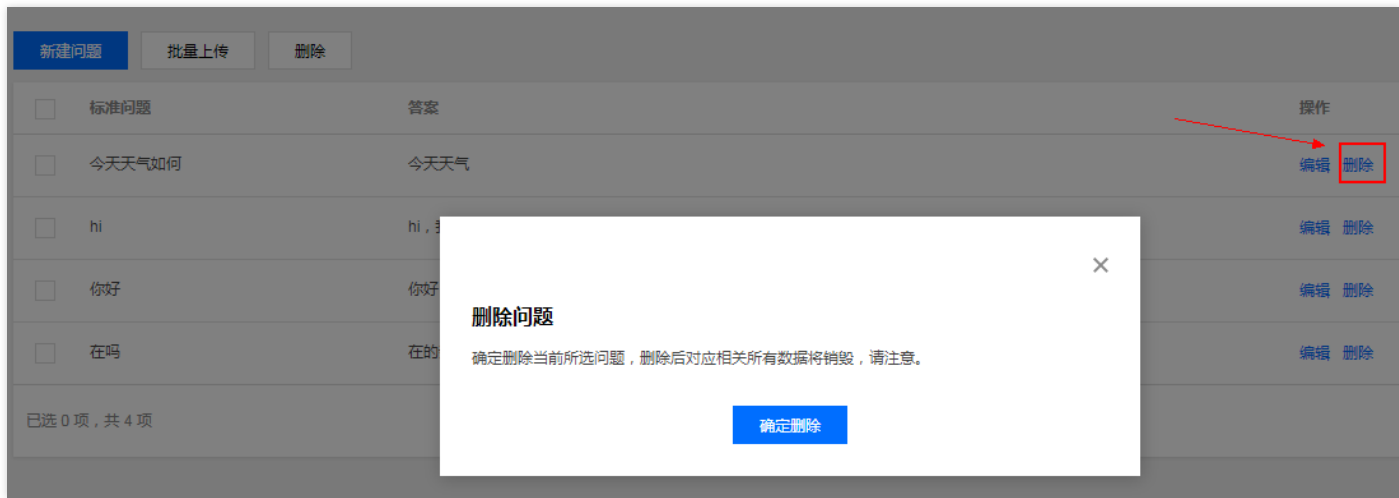 新建问题 批量上传 删除
标准问题 答案 操作
今天天气如何 今天天气 编辑 删除
hi hi， 编辑 删除
你好 你好 编辑 删除
在吗 在的 编辑 删除
删除问题
确定删除当前所选问题，删除后对应相关所有数据将销毁，请注意。
确定删除
已选 0 项，共 4 项